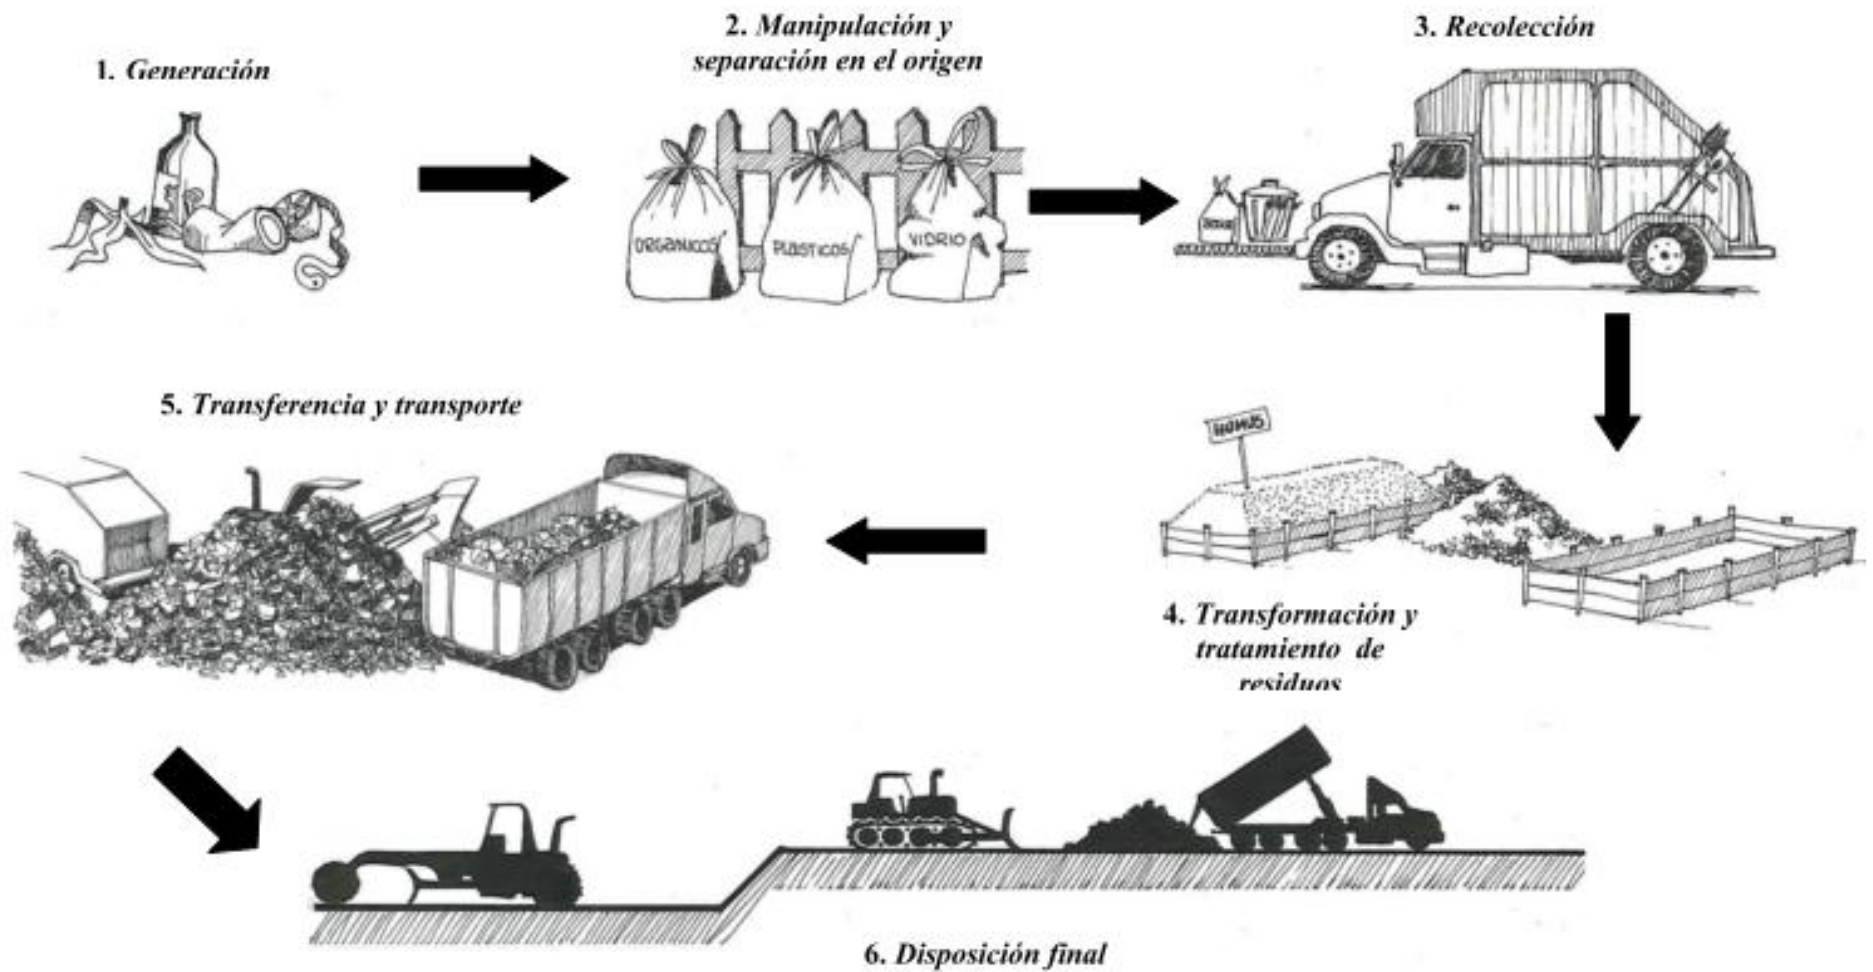 1. Generación
2. Manipulación y
separación en el origen
3. Recolección
ORGANICOS
PLASTICOS
VIDRIO
HUMUS
4. Transformación y
tratamiento de
residuos
5. Transferencia y transporte
6. Disposición final